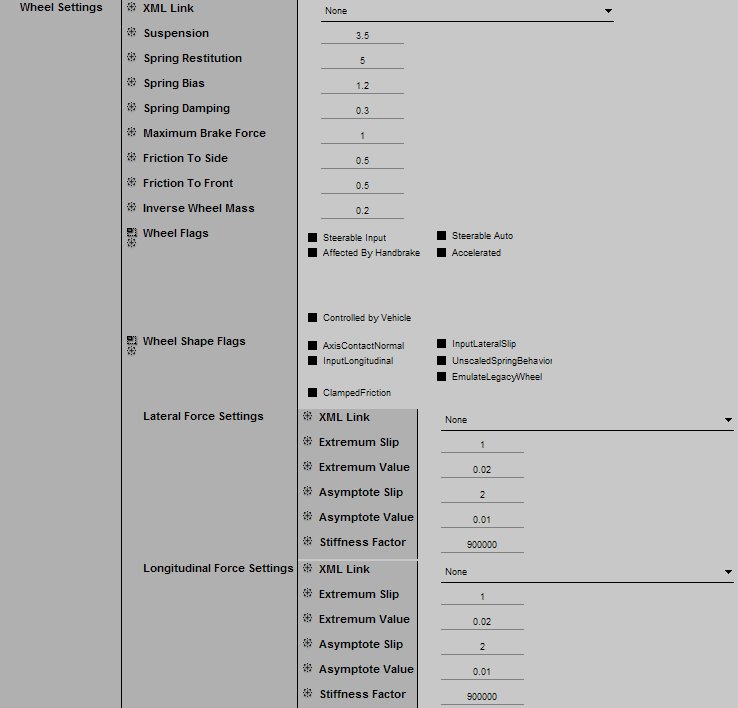 Wheel Settings XML Link None
Suspension 3.5
Spring Restitution 5
Spring Bias 1.2
Spring Damping 0.3
Maximum Brake Force 1
Friction To Side 0.5
Friction To Front 0.5
Inverse Wheel Mass 0.2
Wheel Flags Steerable Input Steerable Auto
Affected By Handbrake Accelerated
Controlled by Vehicle
Wheel Shape Flags AxisContactNormal InputLateralSlip
InputLongitudinal UnscaledSpringBehavior
EmulateLegacyWheel
ClampedFriction
Lateral Force Settings XML Link None
Extremum Slip 1
Extremum Value 0.02
Asymptote Slip 2
Asymptote Value 0.01
Stiffness Factor 900000
Longitudinal Force Settings XML Link None
Extremum Slip 1
Extremum Value 0.02
Asymptote Slip 2
Asymptote Value 0.01
Stiffness Factor 900000